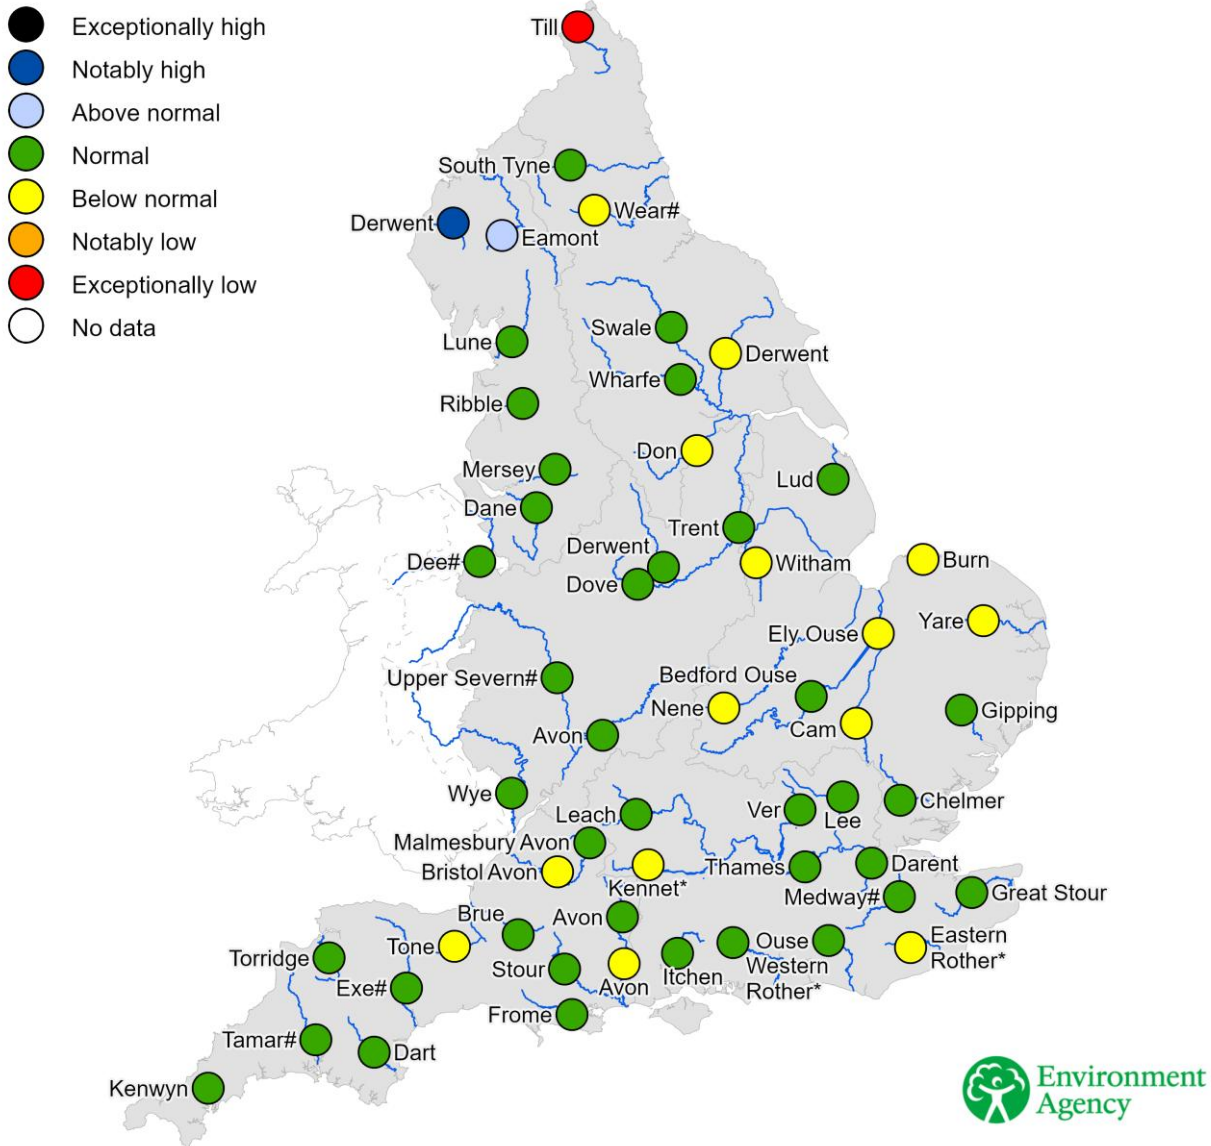 Exceptionally high
Notably high
Above normal
Normal
Below normal
Notably low
Exceptionally low
No data
Till
South Tyne
Wear#
Derwent
Eamont
Swale
Lune
Derwent
Wharfe
Ribble
Don
Mersey
Lud
Dane
Trent
Derwent
Dee#
Witham
Burn
Dove
Yare
Ely Ouse
Bedford Ouse
Upper Severn#
Nene
Gipping
Cam
Avon
Wye
Leach
Ver
Lee
Chelmer
Malmesbury Avon
Bristol Avon
Kennet*
Thames
Darent
Medway#
Great Stour
Brue
Avon
Tone
Ouse
Eastern
Rother*
Torridge
Stour
Avon
Itchen
Western
Rother*
Exe#
Frome
Tamar#
Dart
Kenwyn
Environment
Agency